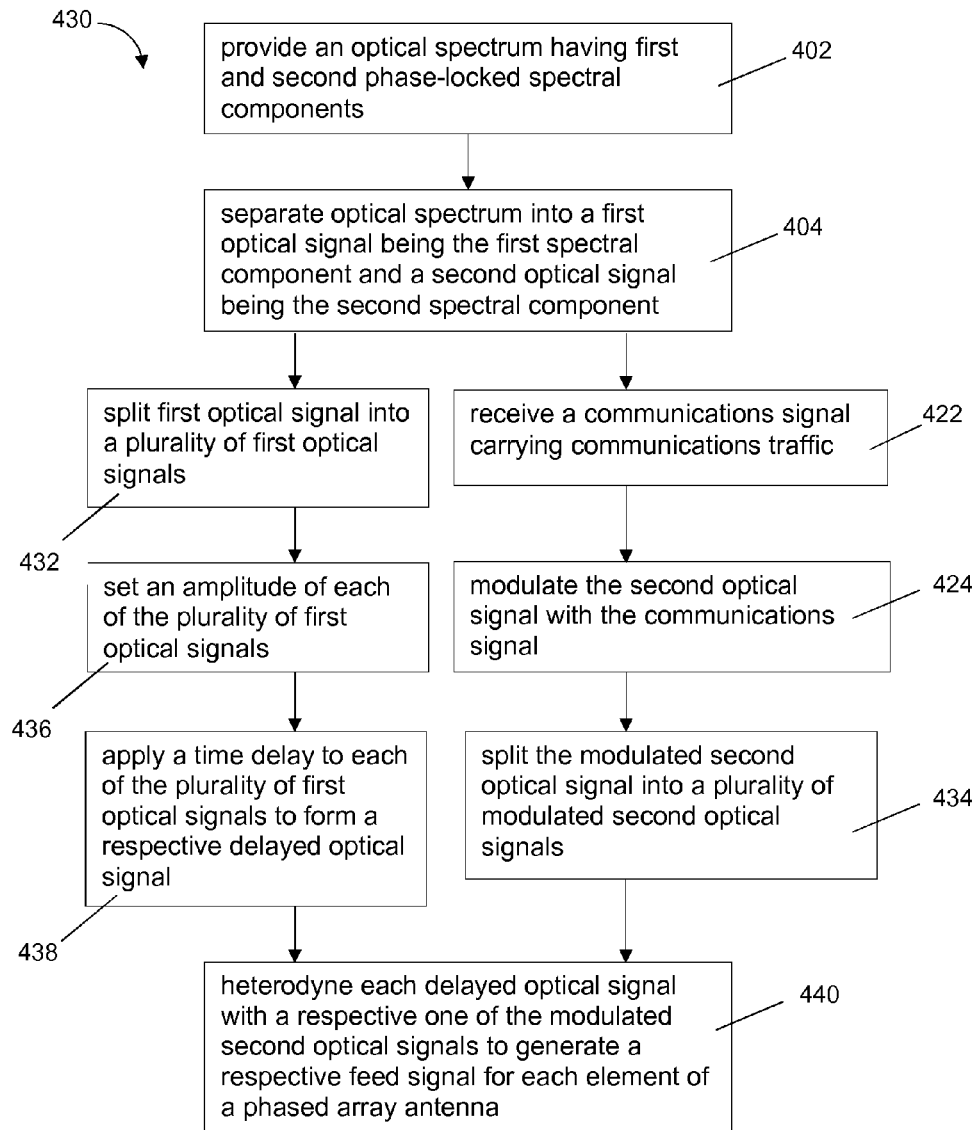 430
provide an optical spectrum having first
and second phase-locked spectral
components
402
separate optical spectrum into a first
optical signal being the first spectral
component and a second optical signal
being the second spectral component
404
split first optical signal into
a plurality of first optical
signals
432
receive a communications signal
carrying communications traffic
422
set an amplitude of each
of the plurality of first
optical signals
436
modulate the second optical
signal with the communications
signal
424
apply a time delay to each
of the plurality of first
optical signals to form a
respective delayed optical
signal
438
split the modulated second
optical signal into a plurality of
modulated second optical
signals
434
heterodyne each delayed optical signal
with a respective one of the modulated
second optical signals to generate a
respective feed signal for each element of
a phased array antenna
440